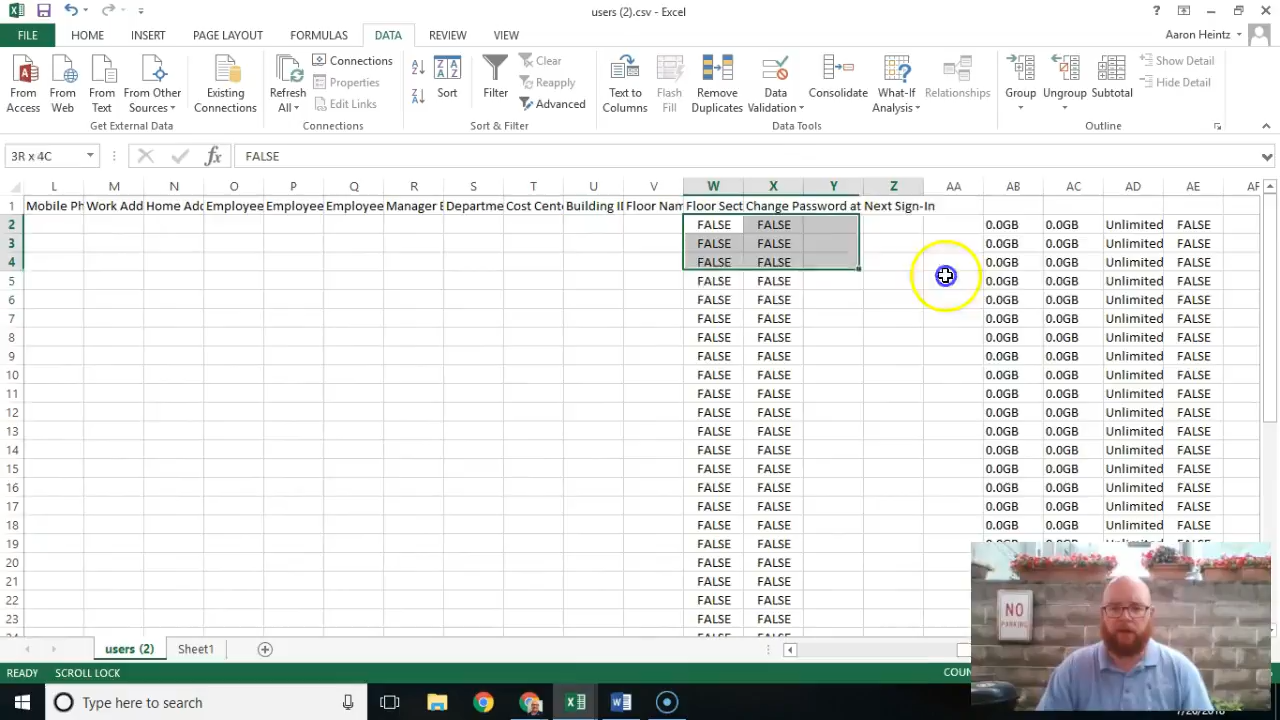 users (2).csv - Excel
FILE HOME INSERT PAGE LAYOUT FORMULAS DATA REVIEW VIEW Aaron Heintz
From Access
From Web
From Text
From Other Sources
Existing Connections
Get External Data
Refresh All
Connections
Properties
Edit Links
Connections
Sort
Filter
Clear
Reapply
Advanced
Sort & Filter
Text to Columns
Flash Fill
Remove Duplicates
Data Validation
Consolidate
What-If Analysis
Relationships
Data Tools
Group
Ungroup
Subtotal
Show Detail
Hide Detail
Outline
3R x 4C FALSE
L M N O P Q R S T U V W X Y Z AA AB AC AD AE AF
1 Mobile Ph Work Add Home Add Employee Employee Employee Manager E Departme Cost Cente Building ID Floor Nam Floor Sect Change Password at Next Sign-In
2 FALSE FALSE 0.0GB 0.0GB Unlimited FALSE
3 FALSE FALSE 0.0GB 0.0GB Unlimited FALSE
4 FALSE FALSE 0.0GB 0.0GB Unlimited FALSE
5 FALSE FALSE 0.0GB 0.0GB Unlimited FALSE
6 FALSE FALSE 0.0GB 0.0GB Unlimited FALSE
7 FALSE FALSE 0.0GB 0.0GB Unlimited FALSE
8 FALSE FALSE 0.0GB 0.0GB Unlimited FALSE
9 FALSE FALSE 0.0GB 0.0GB Unlimited FALSE
10 FALSE FALSE 0.0GB 0.0GB Unlimited FALSE
11 FALSE FALSE 0.0GB 0.0GB Unlimited FALSE
12 FALSE FALSE 0.0GB 0.0GB Unlimited FALSE
13 FALSE FALSE 0.0GB 0.0GB Unlimited FALSE
14 FALSE FALSE 0.0GB 0.0GB Unlimited FALSE
15 FALSE FALSE 0.0GB 0.0GB Unlimited FALSE
16 FALSE FALSE 0.0GB 0.0GB Unlimited FALSE
17 FALSE FALSE 0.0GB 0.0GB Unlimited FALSE
18 FALSE FALSE 0.0GB 0.0GB Unlimited FALSE
19 FALSE FALSE 0.0GB 0.0GB Unlimited FALSE
20 FALSE FALSE
21 FALSE FALSE
22 FALSE FALSE
23 FALSE FALSE
NO
PARKING
users (2) Sheet1
READY SCROLL LOCK COUN
Type here to search